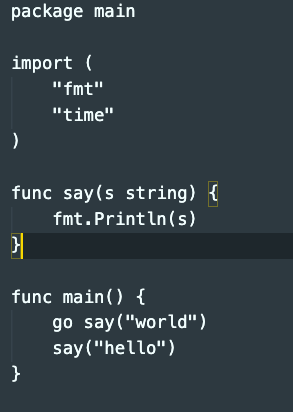 package main
import (
"fmt"
"time"
)
func say(s string) {
fmt.Println(s)
}
func main() {
go say("world")
say("hello")
}